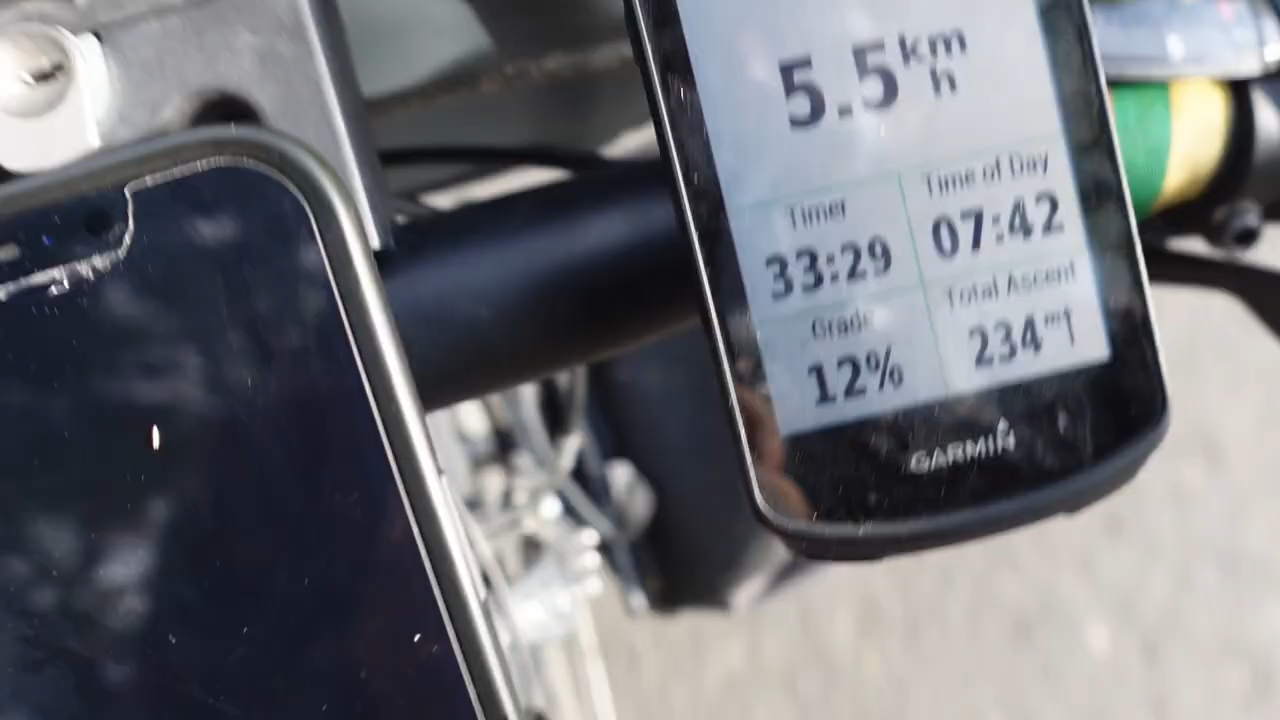 5.5 km
h
Timer
Time of Day
33:29
07:42
Grade
Total Ascent
12%
234 m
GARMIN